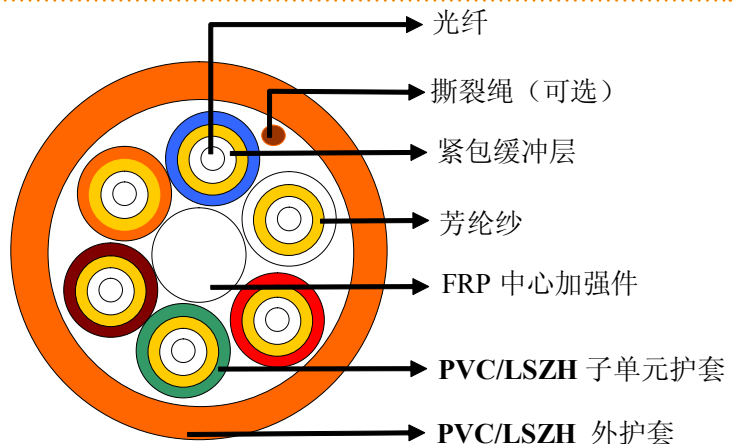 光纤
撕裂绳（可选）
紧包缓冲层
芳纶纱
FRP 中心加强件
PVC/LSZH 子单元护套
PVC/LSZH 外护套